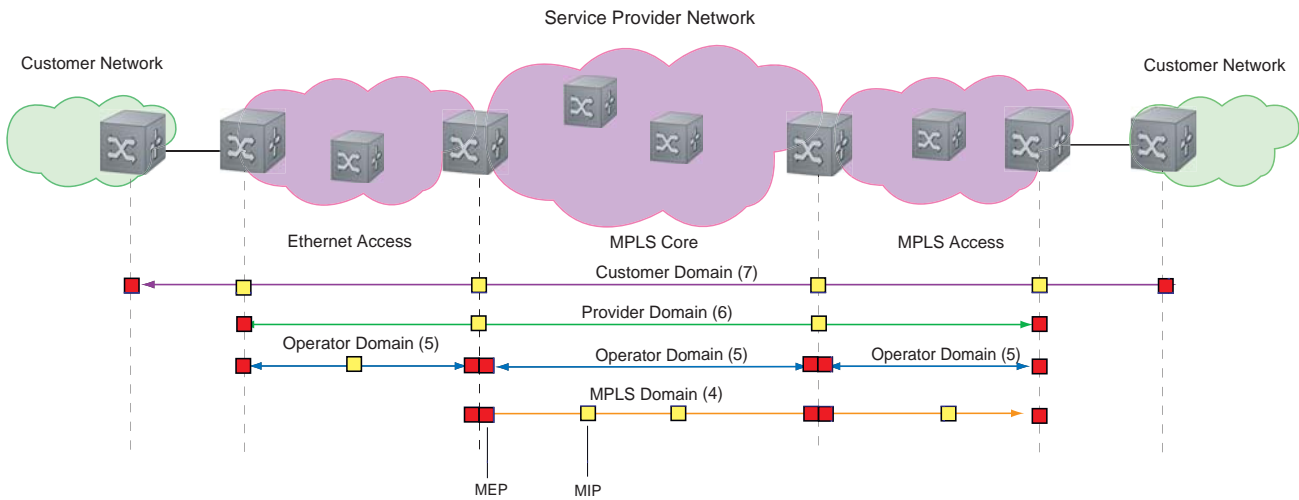 Service Provider Network
Customer Network
Customer Network
Ethernet Access
MPLS Core
MPLS Access
Customer Domain (7)
Provider Domain (6)
Operator Domain (5)
Operator Domain (5)
Operator Domain (5)
MPLS Domain (4)
MEP
MIP